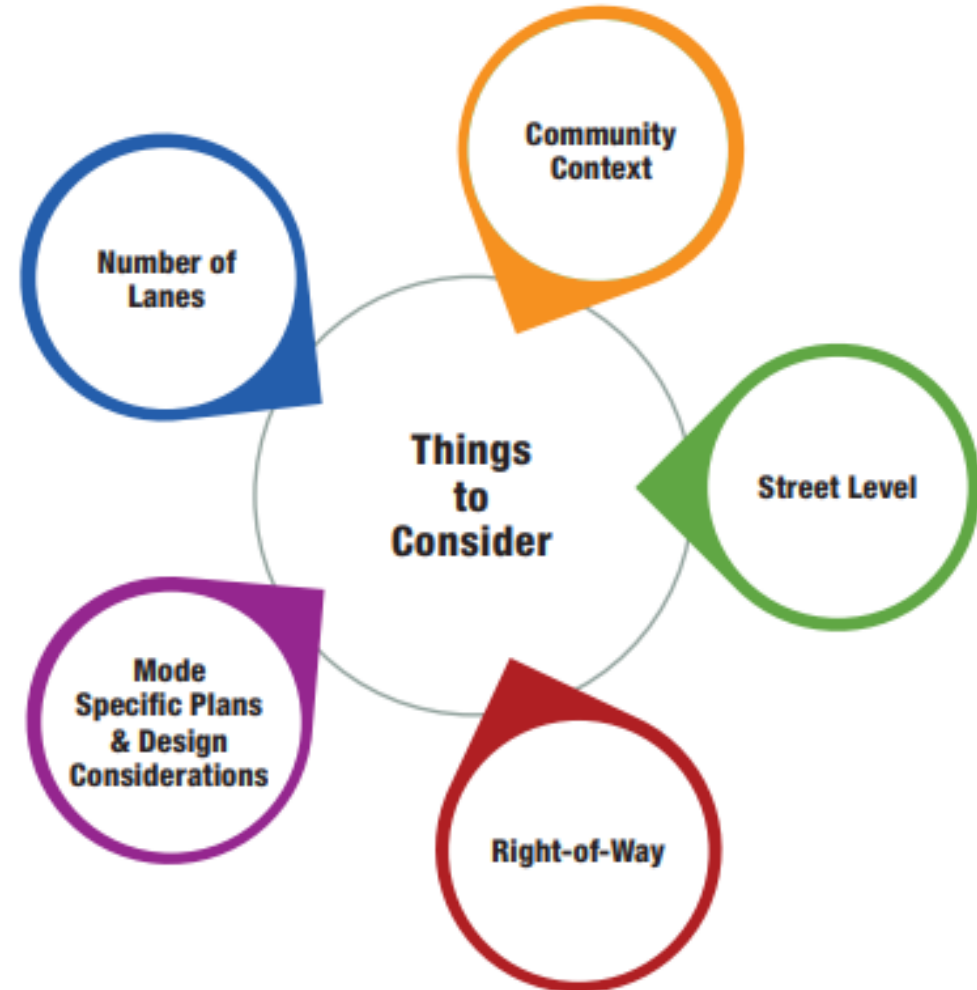 Community
Context
Number of
Lanes
Things
to
Consider
Street Level
Mode
Specific Plans
& Design
Considerations
Right-of-Way